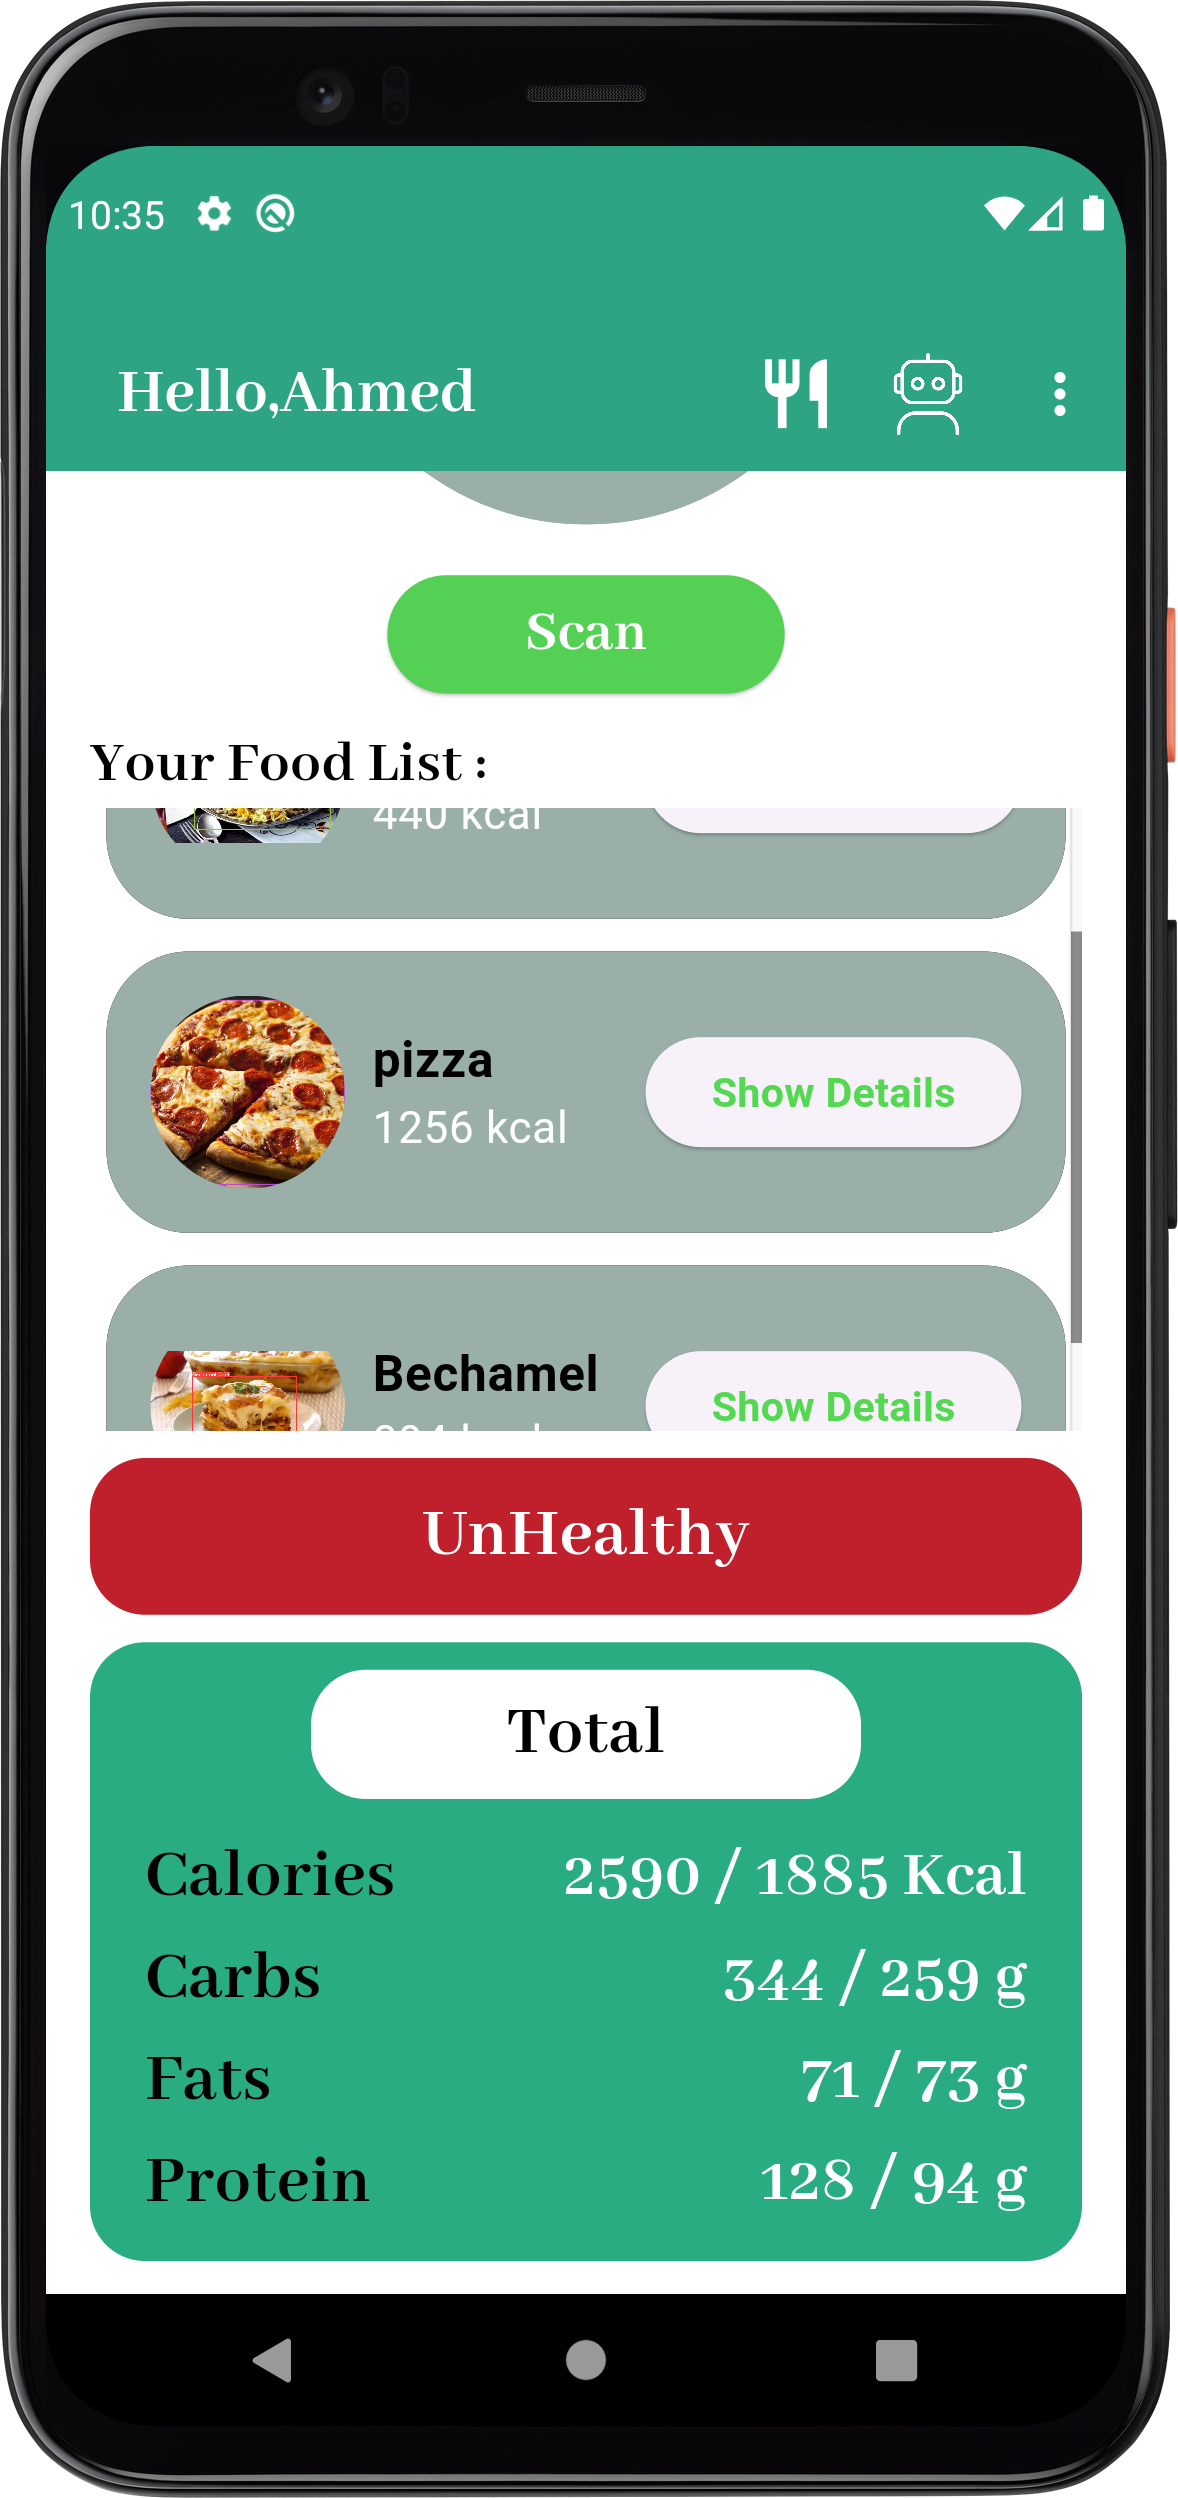 10:35
Hello,Ahmed
Scan
Your Food List :
440 kcal
pizza
1256 kcal
Show Details
Bechamel
Show Details
UnHealthy
Total
Calories 2590 / 1885 Kcal
Carbs 344 / 259 g
Fats 71 / 73 g
Protein 128 / 94 g